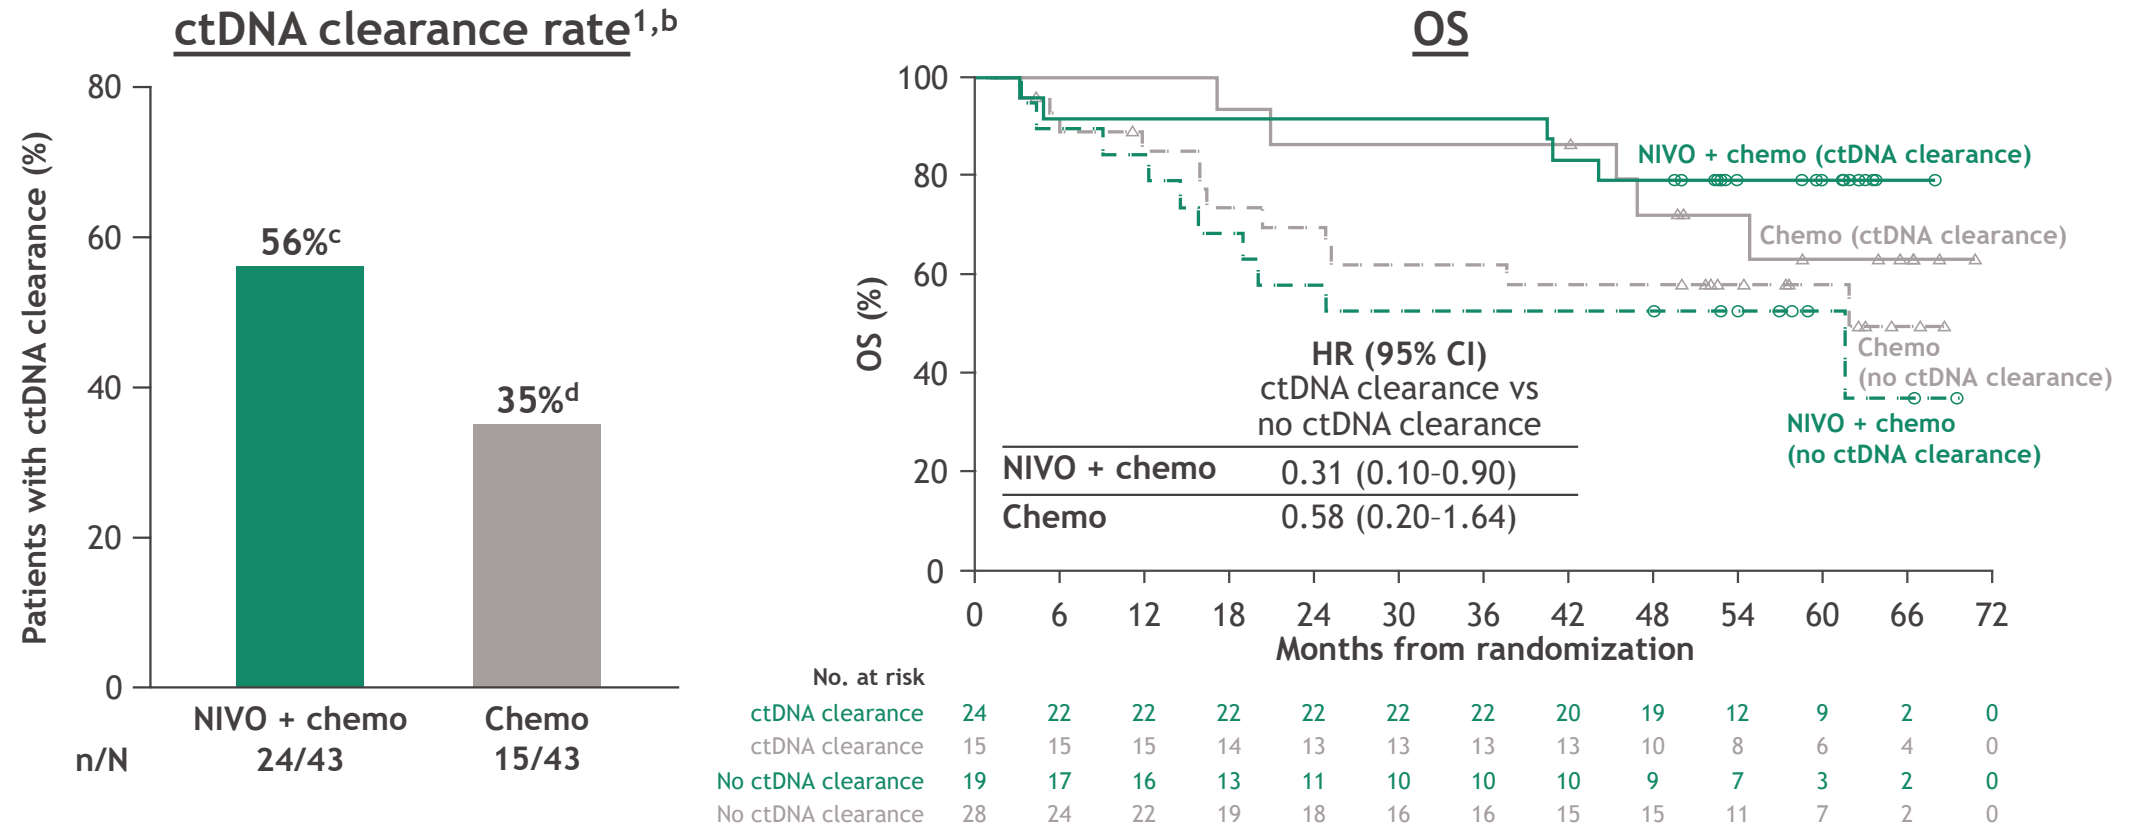 ctDNA clearance rate1,b
Patients with ctDNA clearance (%)
80
60
40
20
0
56%c
35%d
NIVO + chemo Chemo
n/N 24/43 15/43
OS
OS (%)
100
80
60
40
20
0
NIVO + chemo (ctDNA clearance)
Chemo (ctDNA clearance)
Chemo
(no ctDNA clearance)
NIVO + chemo
(no ctDNA clearance)
HR (95% CI)
ctDNA clearance vs
no ctDNA clearance
NIVO + chemo 0.31 (0.10–0.90)
Chemo 0.58 (0.20–1.64)
0 6 12 18 24 30 36 42 48 54 60 66 72
Months from randomization
No. at risk
ctDNA clearance 24 22 22 22 22 22 22 20 19 12 9 2 0
ctDNA clearance 15 15 15 14 13 13 13 13 10 8 6 4 0
No ctDNA clearance 19 17 16 13 11 10 10 10 9 7 3 2 0
No ctDNA clearance 28 24 22 19 18 16 16 15 15 11 7 2 0